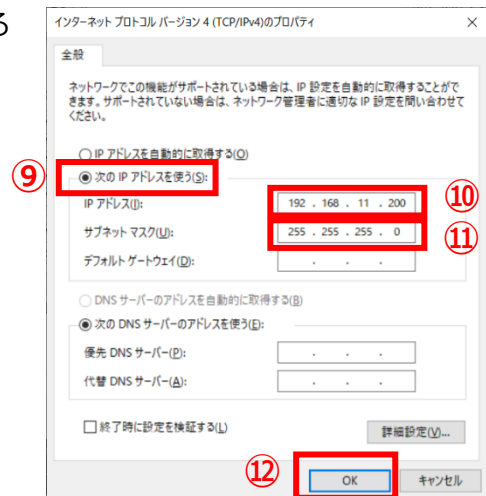 る
インターネット プロトコル バージョン 4 (TCP/IPv4)のプロパティ
全般
ネットワークでこの機能がサポートされている場合は、IP 設定を自動的に取得することがで
きます。サポートされていない場合は、ネットワーク管理者に適切な IP 設定を問い合わせて
ください。
IP アドレスを自動的に取得する(O)
⑨ 次の IP アドレスを使う(S):
IP アドレス(I): 192 . 168 . 11 . 200 ⑩
サブネット マスク(U): 255 . 255 . 255 . 0 ⑪
デフォルト ゲートウェイ(D): . . .
DNS サーバーのアドレスを自動的に取得する(B)
次の DNS サーバーのアドレスを使う(E):
優先 DNS サーバー(P): . . .
代替 DNS サーバー(A): . . .
終了時に設定を検証する(L)
詳細設定(V)...
⑫ OK キャンセル